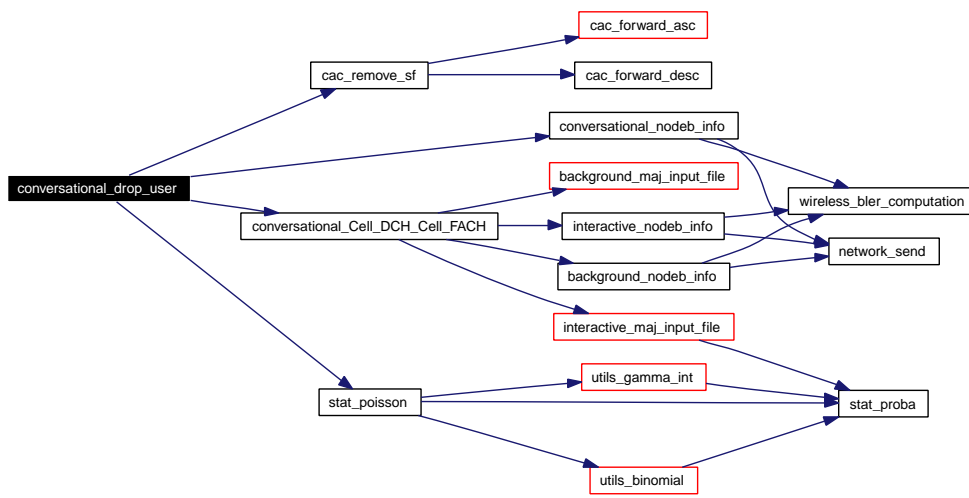 cac_forward_asc
cac_remove_sf
cac_forward_desc
conversational_nodeb_info
background_maj_input_file
conversational_drop_user
wireless_bler_computation
conversational_Cell_DCH_Cell_FACH
interactive_nodeb_info
network_send
background_nodeb_info
interactive_maj_input_file
utils_gamma_int
stat_poisson
stat_proba
utils_binomial